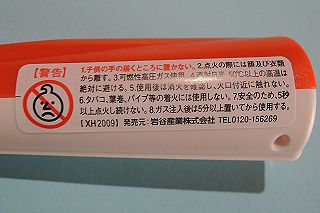 【警告】
1.子供の手の届くところに置かない。2.点火の際には顔及び衣類
から離す。3.可燃性高圧ガス使用。4.直射日光、50℃以上の高温は
絶対に避ける。5.使用後は消火を確認し、火口付近に触れない。
6.タバコ、葉巻、パイプ等の着火には使用しない。7.安全のため、5秒
以上点火し続けない。8.ガス注入後は5分以上置いてから使用する。
【XH2009】発売元:岩谷産業株式会社 TEL0120-156269